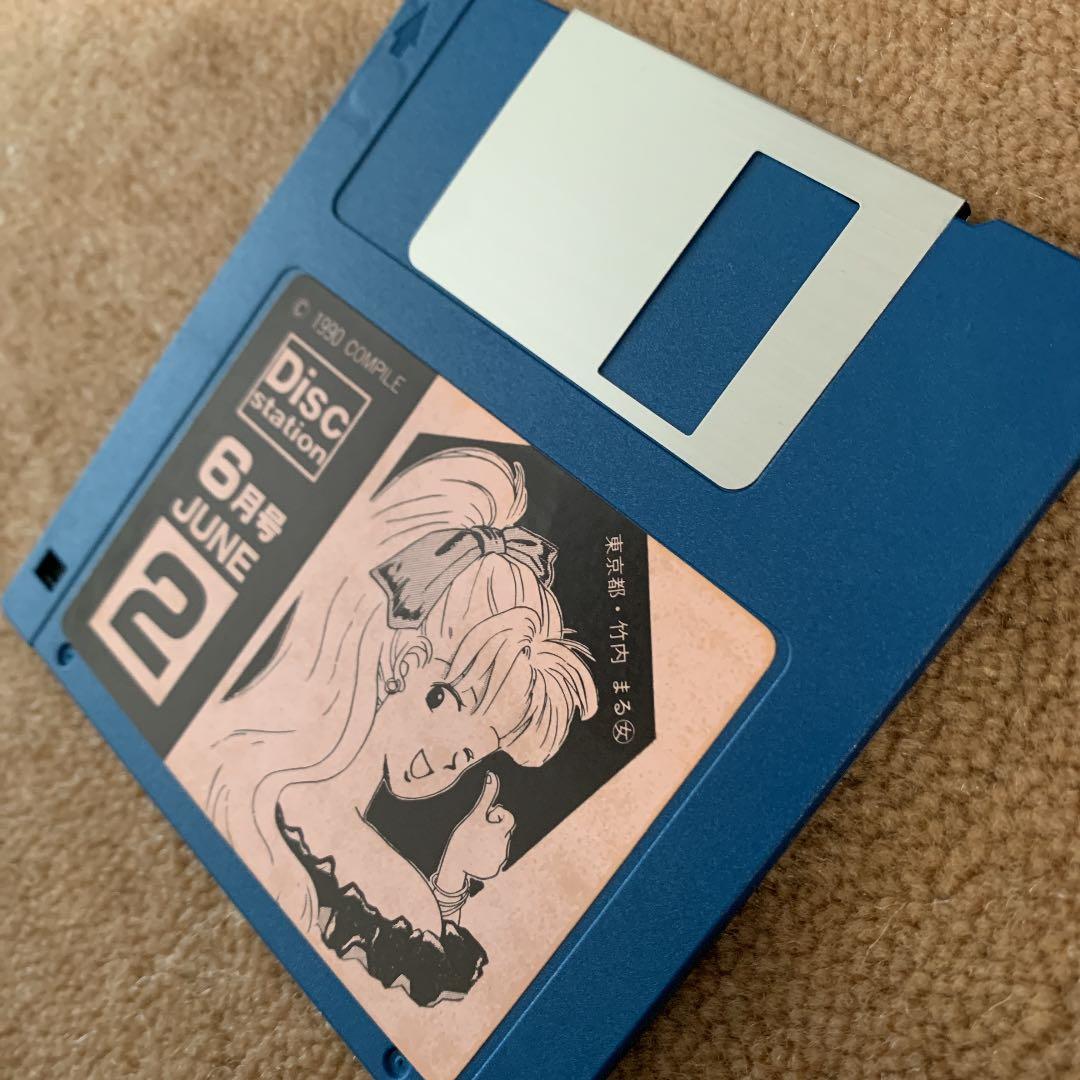 © 1990 COMPILE
Disc
station
6月号
JUNE
2
東京都・竹内 まる㊛